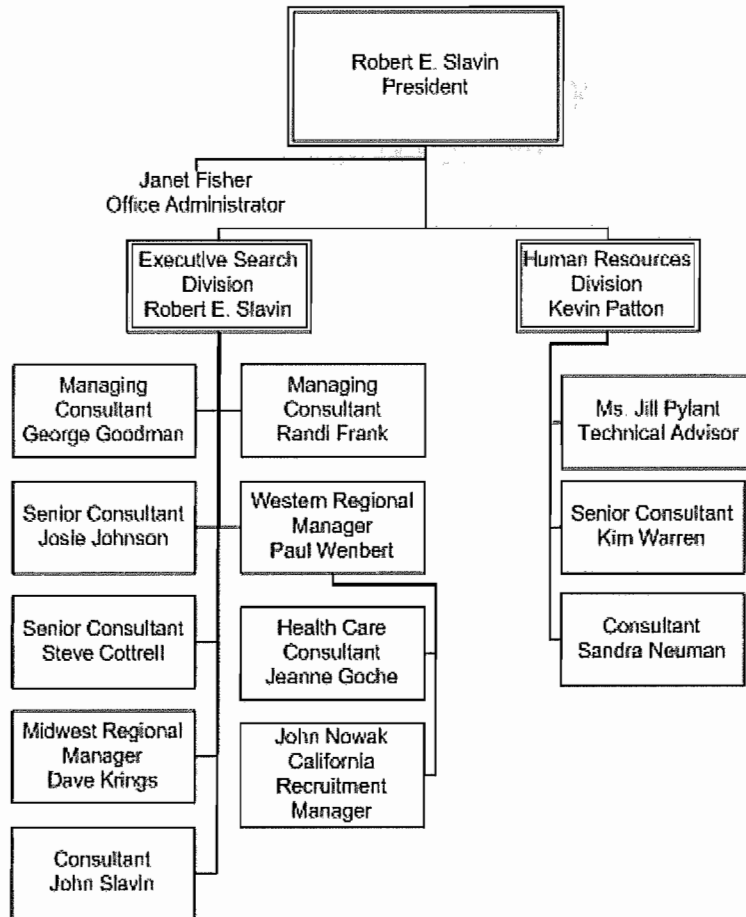 Robert E. Slavin
President
Janet Fisher
Office Administrator
Executive Search
Division
Robert E. Slavin
Human Resources
Division
Kevin Patton
Managing
Consultant
George Goodman
Managing
Consultant
Randi Frank
Ms. Jill Pylant
Technical Advisor
Senior Consultant
Josie Johnson
Western Regional
Manager
Paul Wenbert
Senior Consultant
Kim Warren
Senior Consultant
Steve Cottrell
Health Care
Consultant
Jeanne Goche
Consultant
Sandra Neuman
Midwest Regional
Manager
Dave Krings
John Nowak
California
Recruitment
Manager
Consultant
John Slavin